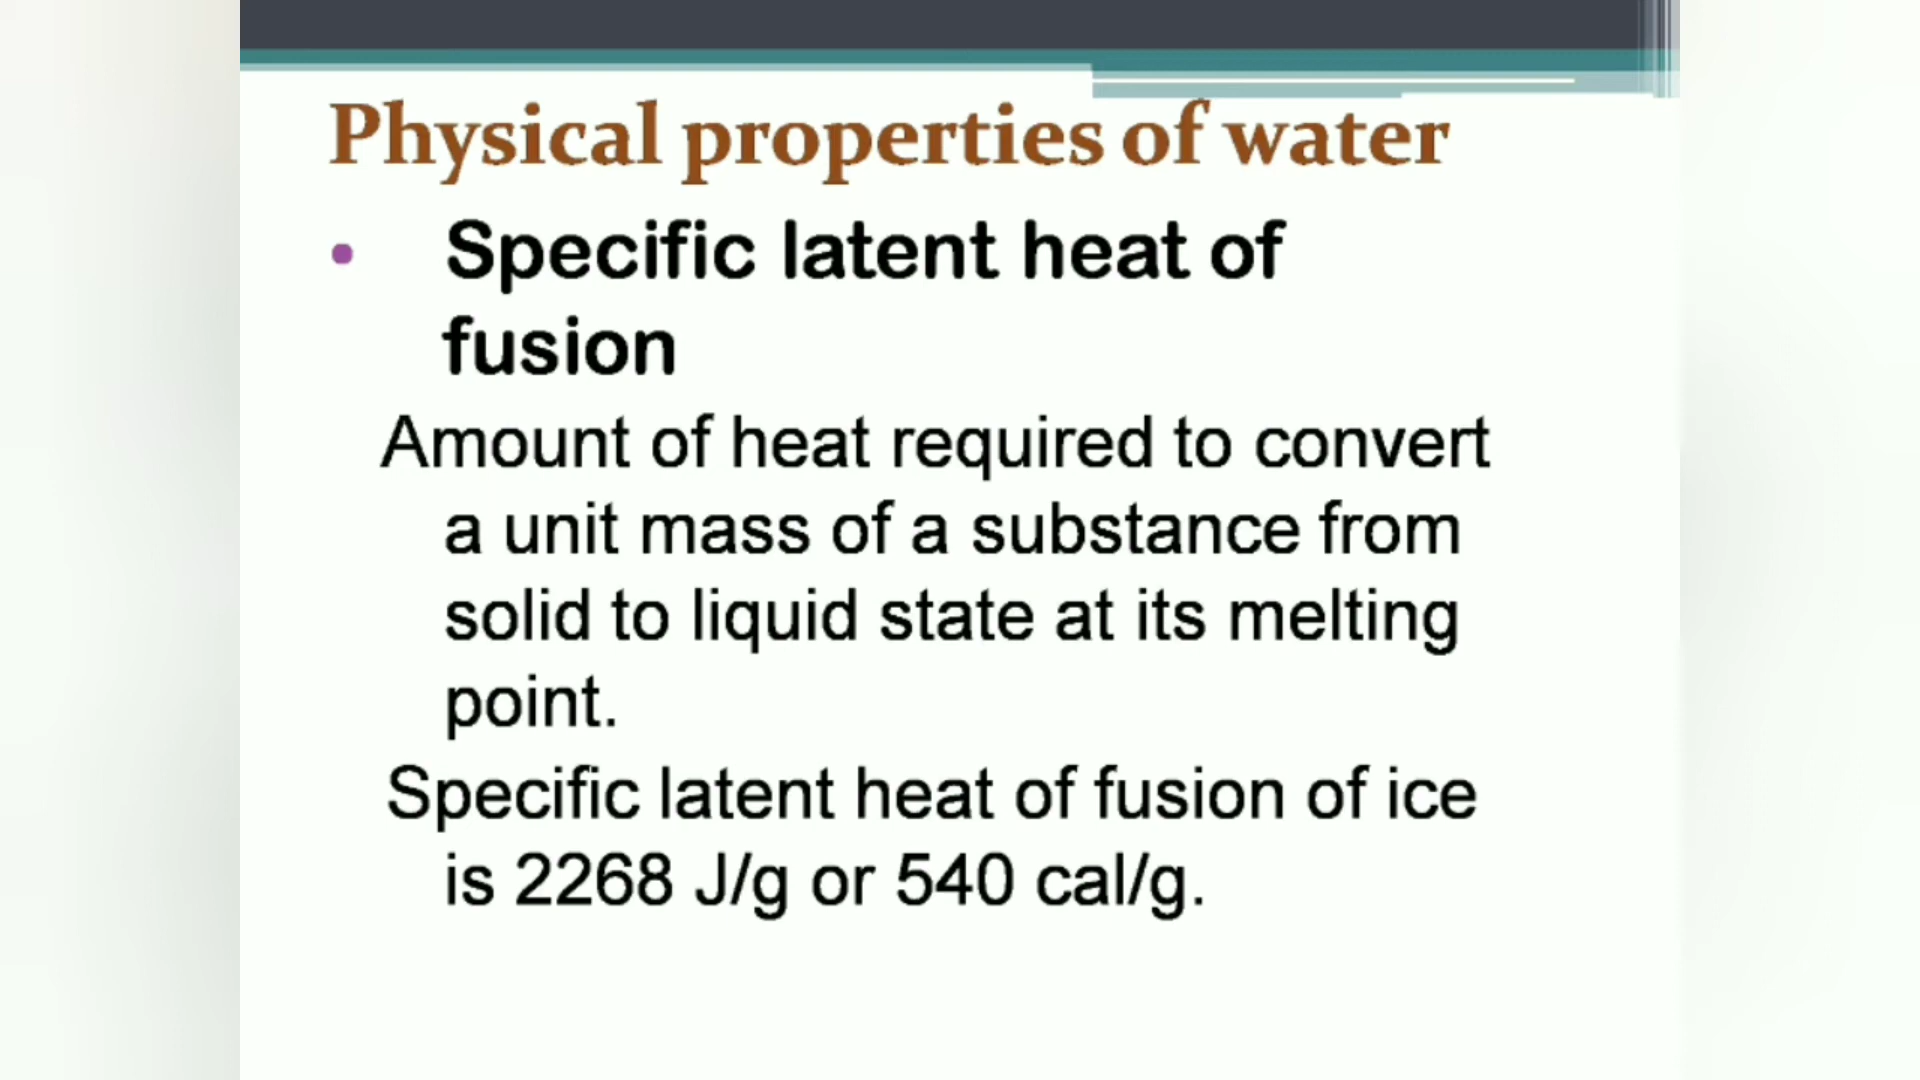 Physical properties of water
• Specific latent heat of
fusion
Amount of heat required to convert
a unit mass of a substance from
solid to liquid state at its melting
point.
Specific latent heat of fusion of ice
is 2268 J/g or 540 cal/g.